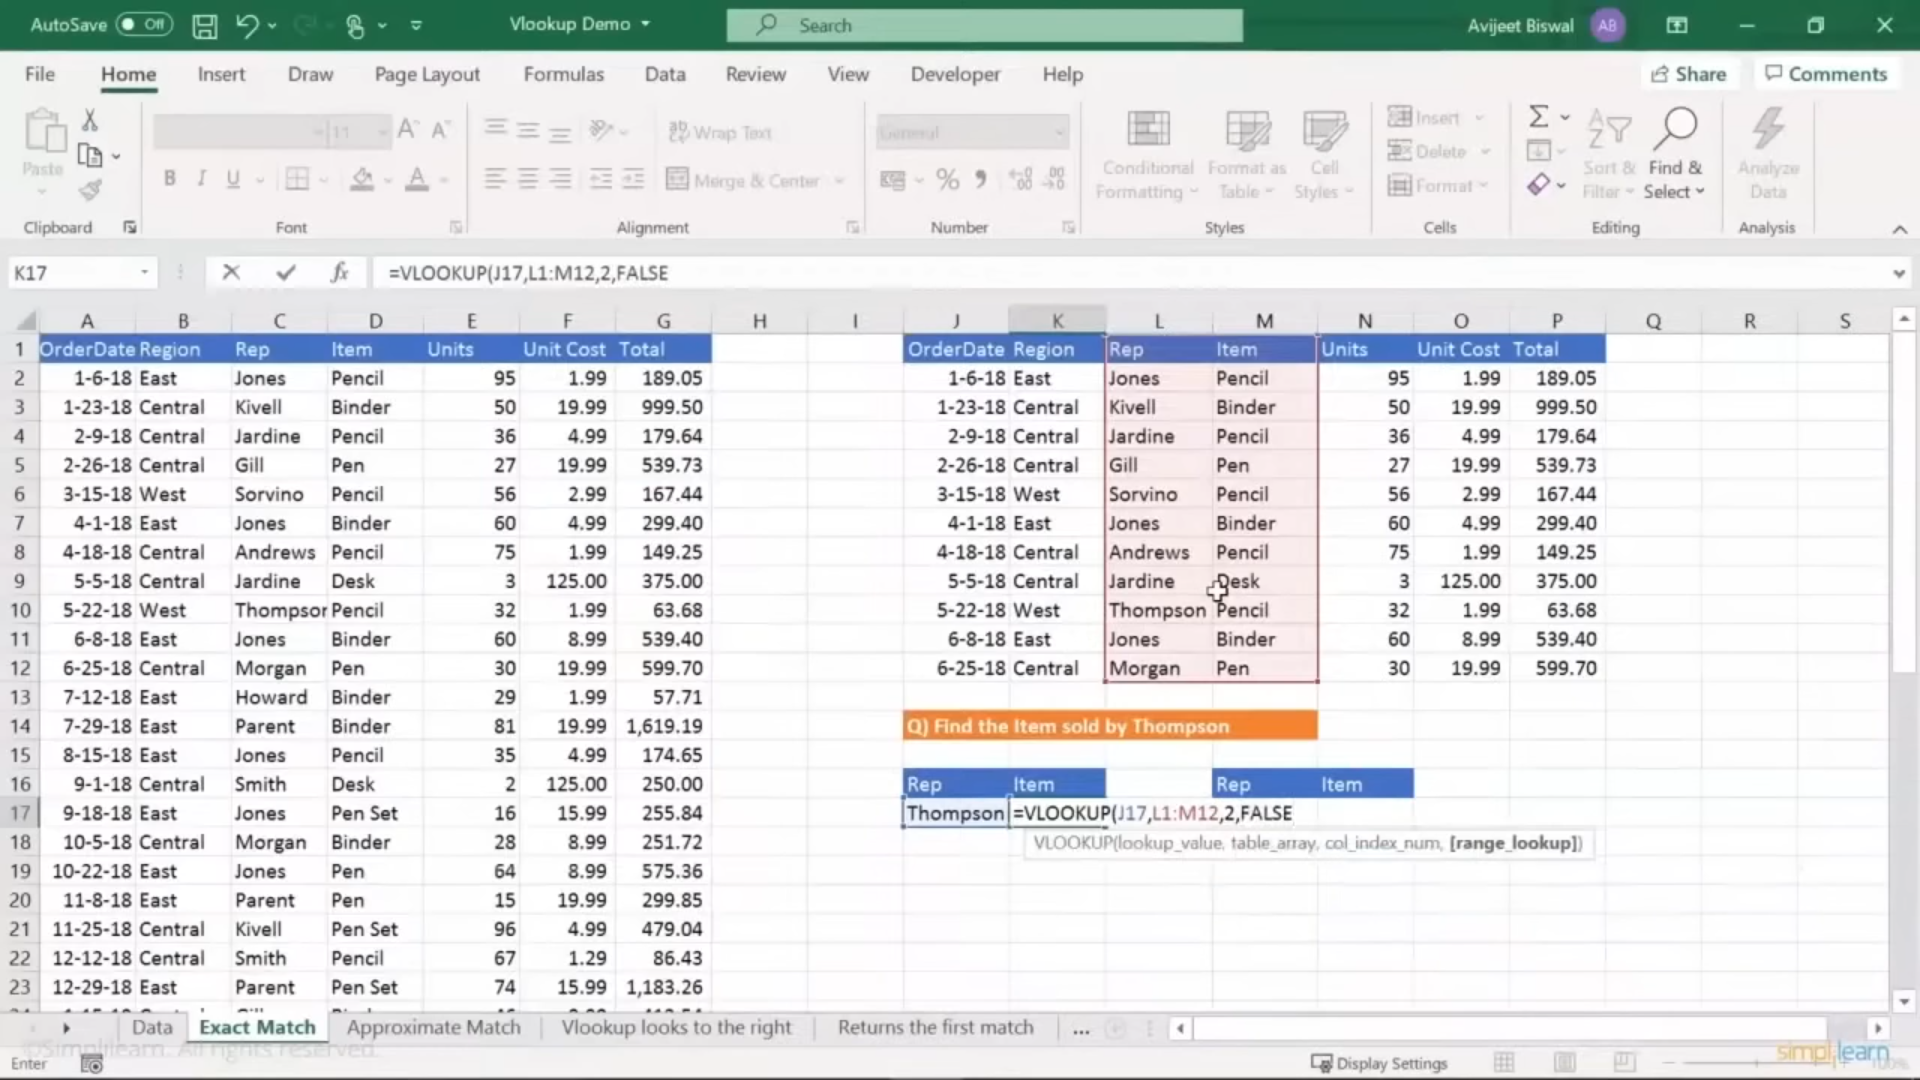 AutoSave Off Vlookup Demo Search Avijeet Biswal AB
File Home Insert Draw Page Layout Formulas Data Review View Developer Help Share Comments
Paste 11 A A Wrap Text General Insert
B I U A Merge & Center % Conditional Formatting Format as Table Cell Styles Delete Format Sort & Filter Find & Select Analyze Data
Clipboard Font Alignment Number Styles Cells Editing Analysis
K17 fx =VLOOKUP(J17,L1:M12,2,FALSE
A B C D E F G H I J K L M N O P Q R S
1 OrderDate Region Rep Item Units Unit Cost Total OrderDate Region Rep Item Units Unit Cost Total
2 1-6-18 East Jones Pencil 95 1.99 189.05 1-6-18 East Jones Pencil 95 1.99 189.05
3 1-23-18 Central Kivell Binder 50 19.99 999.50 1-23-18 Central Kivell Binder 50 19.99 999.50
4 2-9-18 Central Jardine Pencil 36 4.99 179.64 2-9-18 Central Jardine Pencil 36 4.99 179.64
5 2-26-18 Central Gill Pen 27 19.99 539.73 2-26-18 Central Gill Pen 27 19.99 539.73
6 3-15-18 West Sorvino Pencil 56 2.99 167.44 3-15-18 West Sorvino Pencil 56 2.99 167.44
7 4-1-18 East Jones Binder 60 4.99 299.40 4-1-18 East Jones Binder 60 4.99 299.40
8 4-18-18 Central Andrews Pencil 75 1.99 149.25 4-18-18 Central Andrews Pencil 75 1.99 149.25
9 5-5-18 Central Jardine Desk 3 125.00 375.00 5-5-18 Central Jardine Desk 3 125.00 375.00
10 5-22-18 West Thompson Pencil 32 1.99 63.68 5-22-18 West Thompson Pencil 32 1.99 63.68
11 6-8-18 East Jones Binder 60 8.99 539.40 6-8-18 East Jones Binder 60 8.99 539.40
12 6-25-18 Central Morgan Pen 30 19.99 599.70 6-25-18 Central Morgan Pen 30 19.99 599.70
13 7-12-18 East Howard Binder 29 1.99 57.71
14 7-29-18 East Parent Binder 81 19.99 1,619.19 Q) Find the Item sold by Thompson
15 8-15-18 East Jones Pencil 35 4.99 174.65
16 9-1-18 Central Smith Desk 2 125.00 250.00 Rep Item Rep Item
17 9-18-18 East Jones Pen Set 16 15.99 255.84 Thompson =VLOOKUP(J17,L1:M12,2,FALSE
18 10-5-18 Central Morgan Binder 28 8.99 251.72 VLOOKUP(lookup_value, table_array, col_index_num, [range_lookup])
19 10-22-18 East Jones Pen 64 8.99 575.36
20 11-8-18 East Parent Pen 15 19.99 299.85
21 11-25-18 Central Kivell Pen Set 96 4.99 479.04
22 12-12-18 Central Smith Pencil 67 1.29 86.43
23 12-29-18 East Parent Pen Set 74 15.99 1,183.26
Data Exact Match Approximate Match Vlookup looks to the right Returns the first match ...
©Simplilearn. All rights reserved.
Enter Display Settings simplilearn